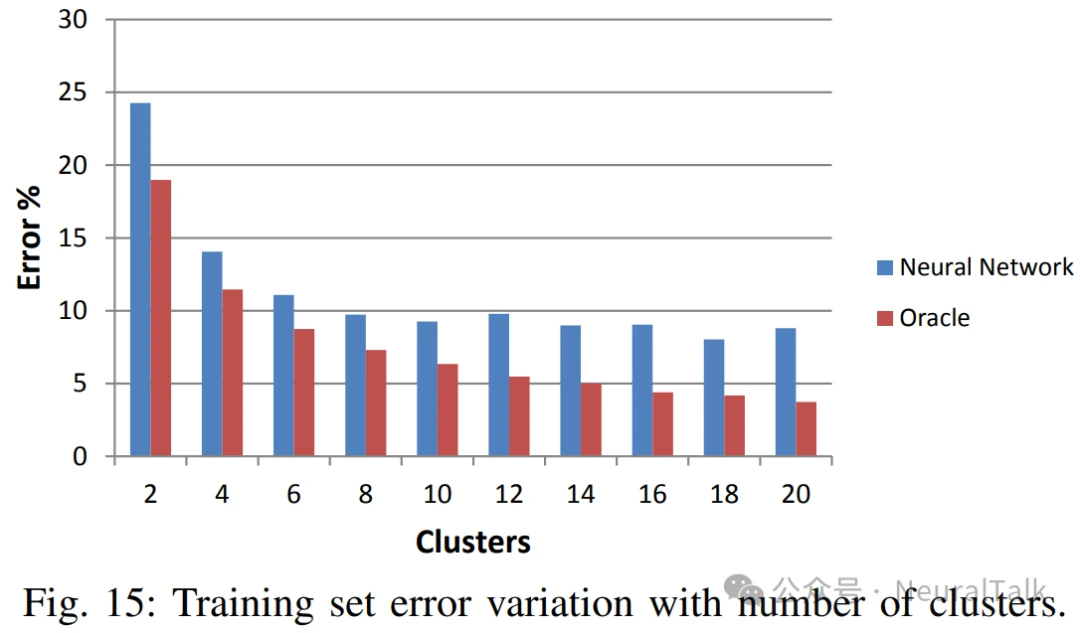 30
25
20
15
10
5
0
Error %
2 4 6 8 10 12 14 16 18 20
Clusters
Neural Network
Oracle
公众号 · NeuralTalk
Fig. 15: Training set error variation with number of clusters.